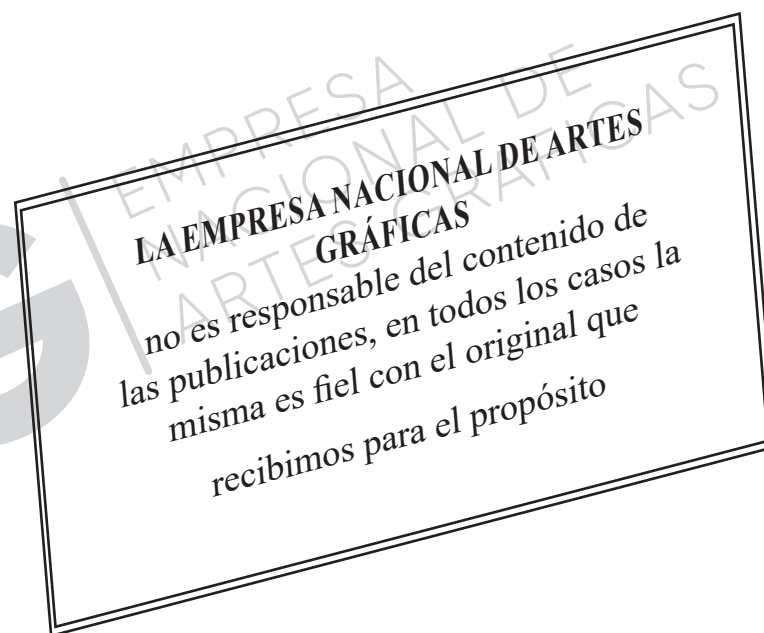 EMPRESA
NACIONAL DE
ARTES GRAFICAS
LA EMPRESA NACIONAL DE ARTES
GRÁFICAS
no es responsable del contenido de
las publicaciones, en todos los casos la
misma es fiel con el original que
recibimos para el propósito